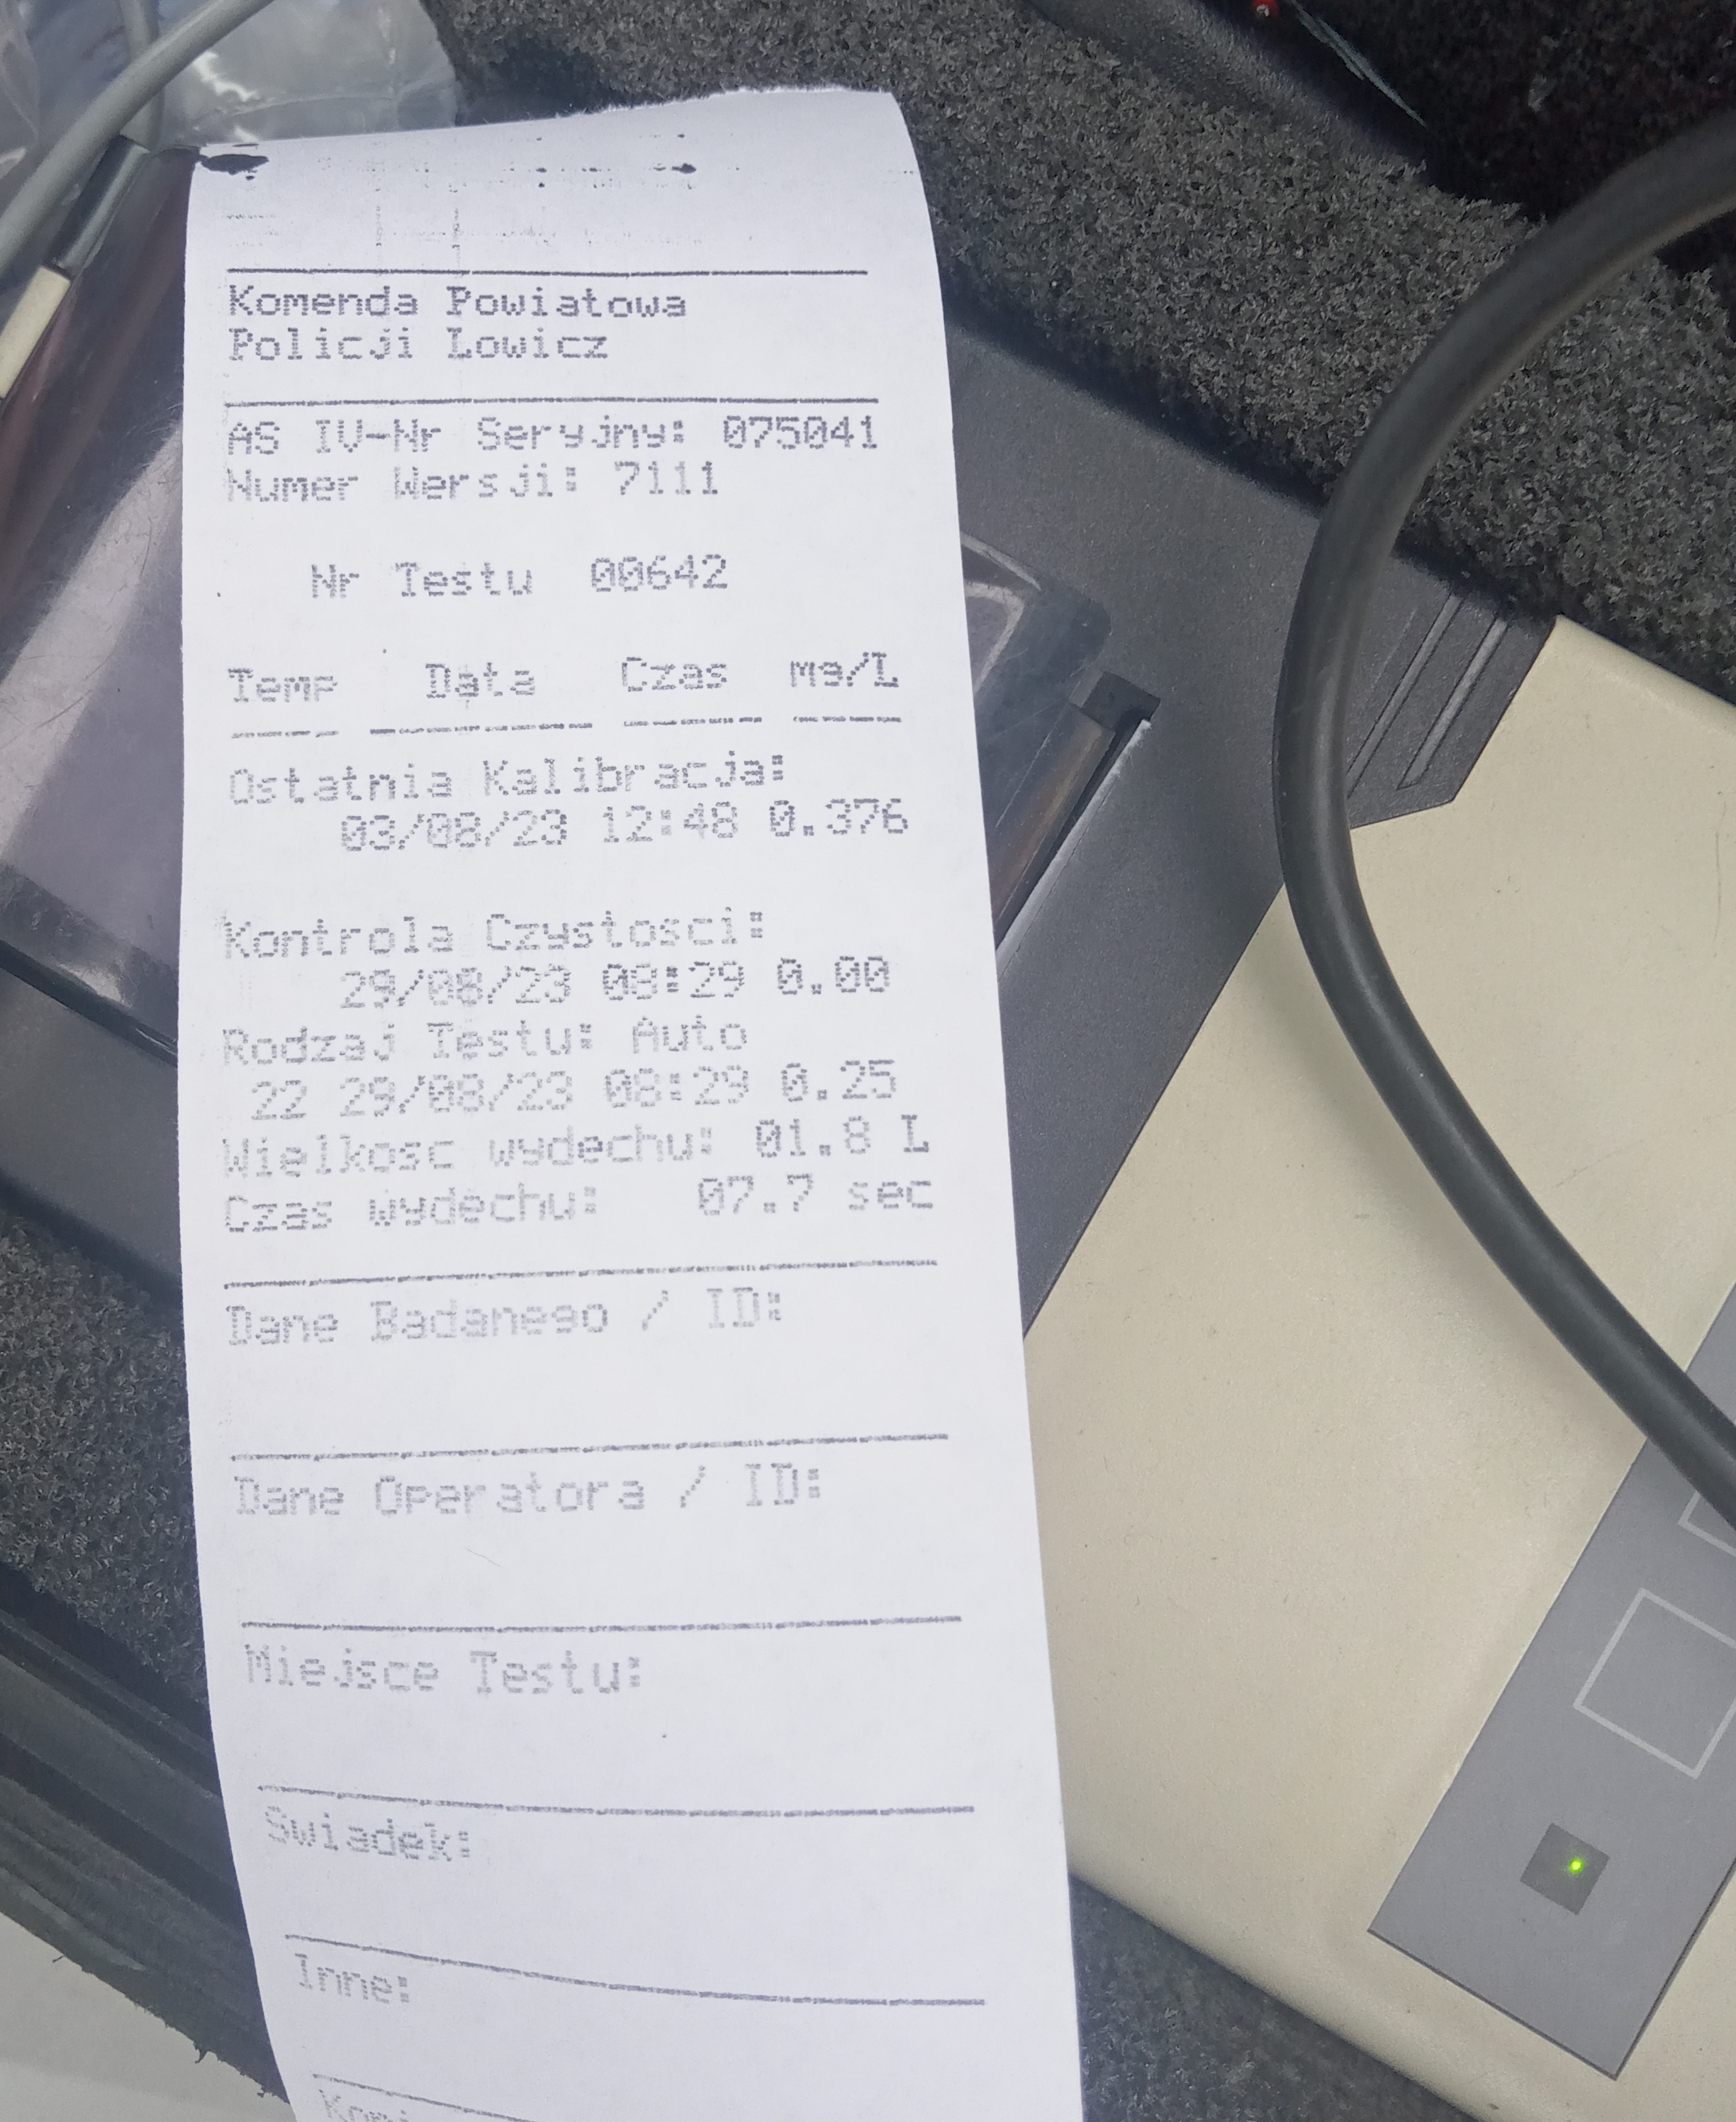 Komenda Powiatowa
Policji Lowicz
AS IV-Nr Seryjny: 075041
Numer Wersji: 7111
Nr Testu 00642
Temp Data Czas mg/L
Ostatnia Kalibracja:
03/08/23 12:48 0.376
Kontrola Czystosci:
29/08/23 08:29 0.00
Rodzaj Testu: Auto
22 29/08/23 08:29 0.25
wydechu: 01.8 L
Czas wydechu: 07.7 sec
Dane Badanego / ID:
Dane Operatora / ID:
Miejsce Testu:
Swiadek:
Inne: